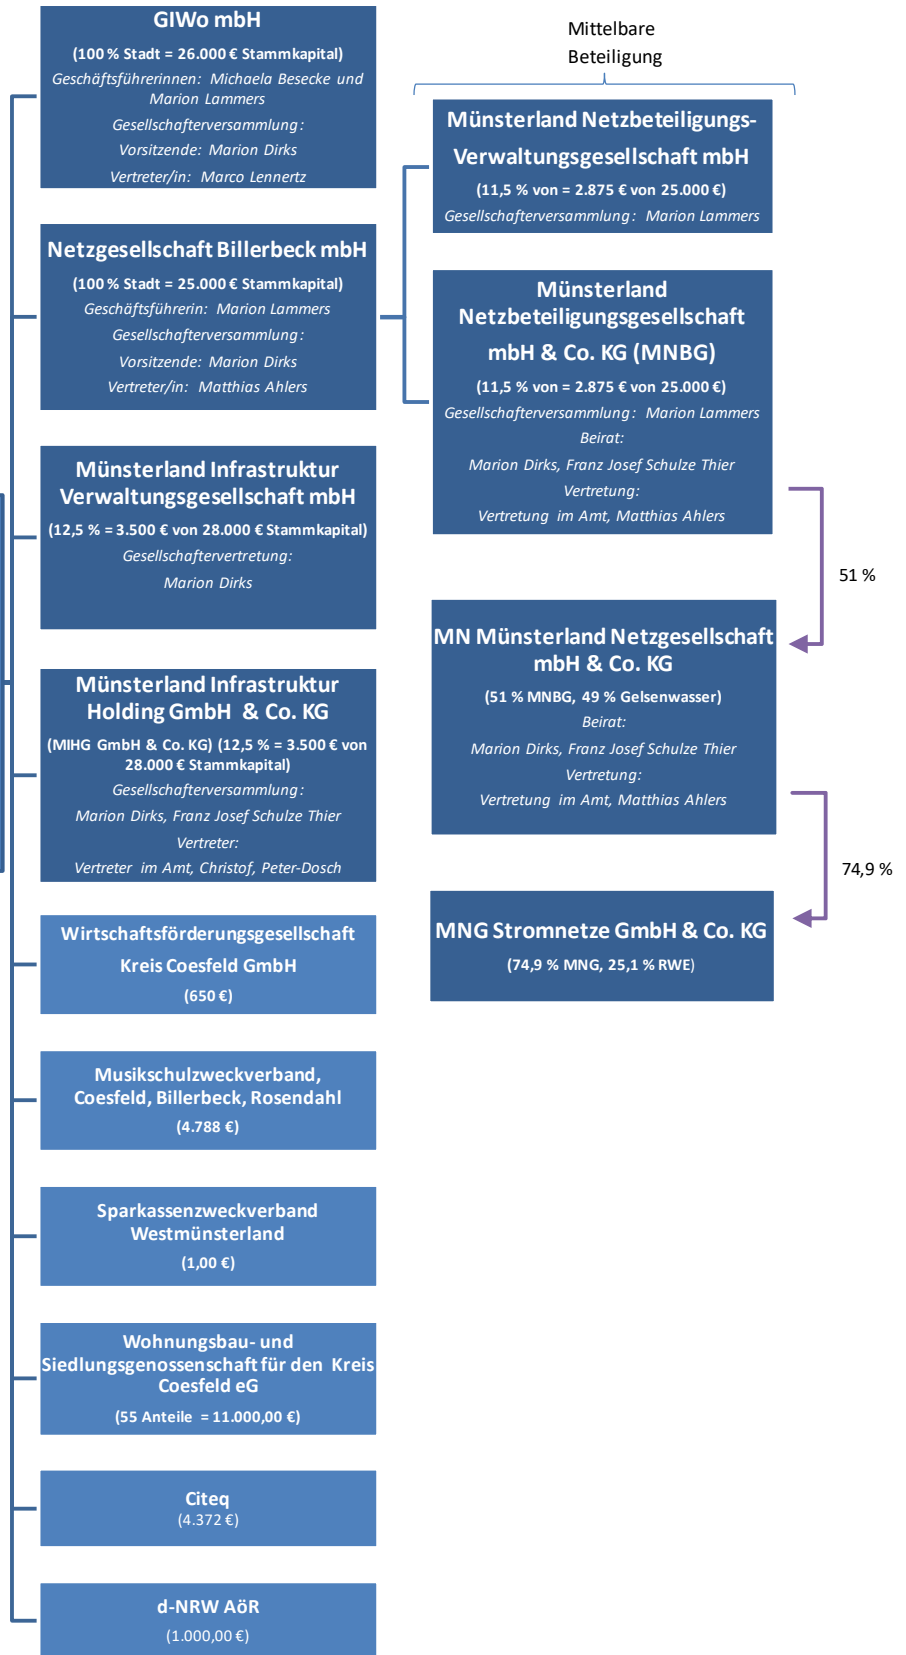 GIWo mbH
(100 % Stadt = 26.000 € Stammkapital)
Geschäftsführerinnen: Michaela Besecke und
Marion Lammers
Gesellschafterversammlung:
Vorsitzende: Marion Dirks
Vertreter/in: Marco Lennertz
Netzgesellschaft Billerbeck mbH
(100 % Stadt = 25.000 € Stammkapital)
Geschäftsführerin: Marion Lammers
Gesellschafterversammlung:
Vorsitzende: Marion Dirks
Vertreter/in: Matthias Ahlers
Münsterland Infrastruktur
Verwaltungsgesellschaft mbH
(12,5 % = 3.500 € von 28.000 € Stammkapital)
Gesellschaftervertretung:
Marion Dirks
Münsterland Infrastruktur
Holding GmbH & Co. KG
(MIHG GmbH & Co. KG) (12,5 % = 3.500 € von
28.000 € Stammkapital)
Gesellschafterversammlung:
Marion Dirks, Franz Josef Schulze Thier
Vertreter:
Vertreter im Amt, Christof, Peter-Dosch
Wirtschaftsförderungsgesellschaft
Kreis Coesfeld GmbH
(650 €)
Musikschulzweckverband,
Coesfeld, Billerbeck, Rosendahl
(4.788 €)
Sparkassenzweckverband
Westmünsterland
(1,00 €)
Wohnungsbau- und
Siedlungsgenossenschaft für den Kreis
Coesfeld eG
(55 Anteile = 11.000,00 €)
Citeq
(4.372 €)
d-NRW AöR
(1.000,00 €)
Mittelbare
Beteiligung
Münsterland Netzbeteiligungs-
Verwaltungsgesellschaft mbH
(11,5 % von = 2.875 € von 25.000 €)
Gesellschafterversammlung: Marion Lammers
Münsterland
Netzbeteiligungsgesellschaft
mbH & Co. KG (MNBG)
(11,5 % von = 2.875 € von 25.000 €)
Gesellschafterversammlung: Marion Lammers
Beirat:
Marion Dirks, Franz Josef Schulze Thier
Vertretung:
Vertretung im Amt, Matthias Ahlers
51 %
MN Münsterland Netzgesellschaft
mbH & Co. KG
(51 % MNBG, 49 % Gelsenwasser)
Beirat:
Marion Dirks, Franz Josef Schulze Thier
Vertretung:
Vertretung im Amt, Matthias Ahlers
74,9 %
MNG Stromnetze GmbH & Co. KG
(74,9 % MNG, 25,1 % RWE)